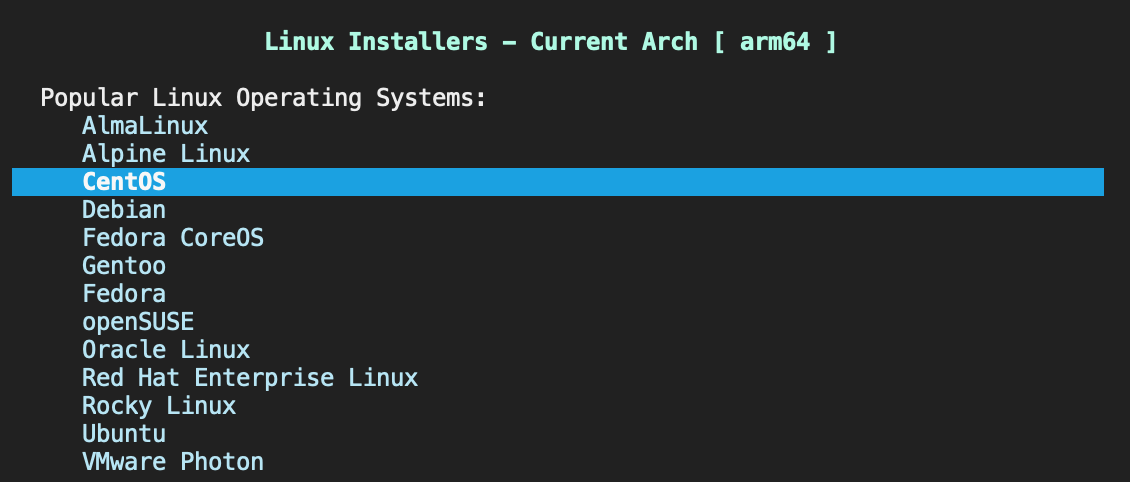 Linux Installers – Current Arch [ arm64 ]
Popular Linux Operating Systems:
AlmaLinux
Alpine Linux
CentOS
Debian
Fedora CoreOS
Gentoo
Fedora
openSUSE
Oracle Linux
Red Hat Enterprise Linux
Rocky Linux
Ubuntu
VMware Photon